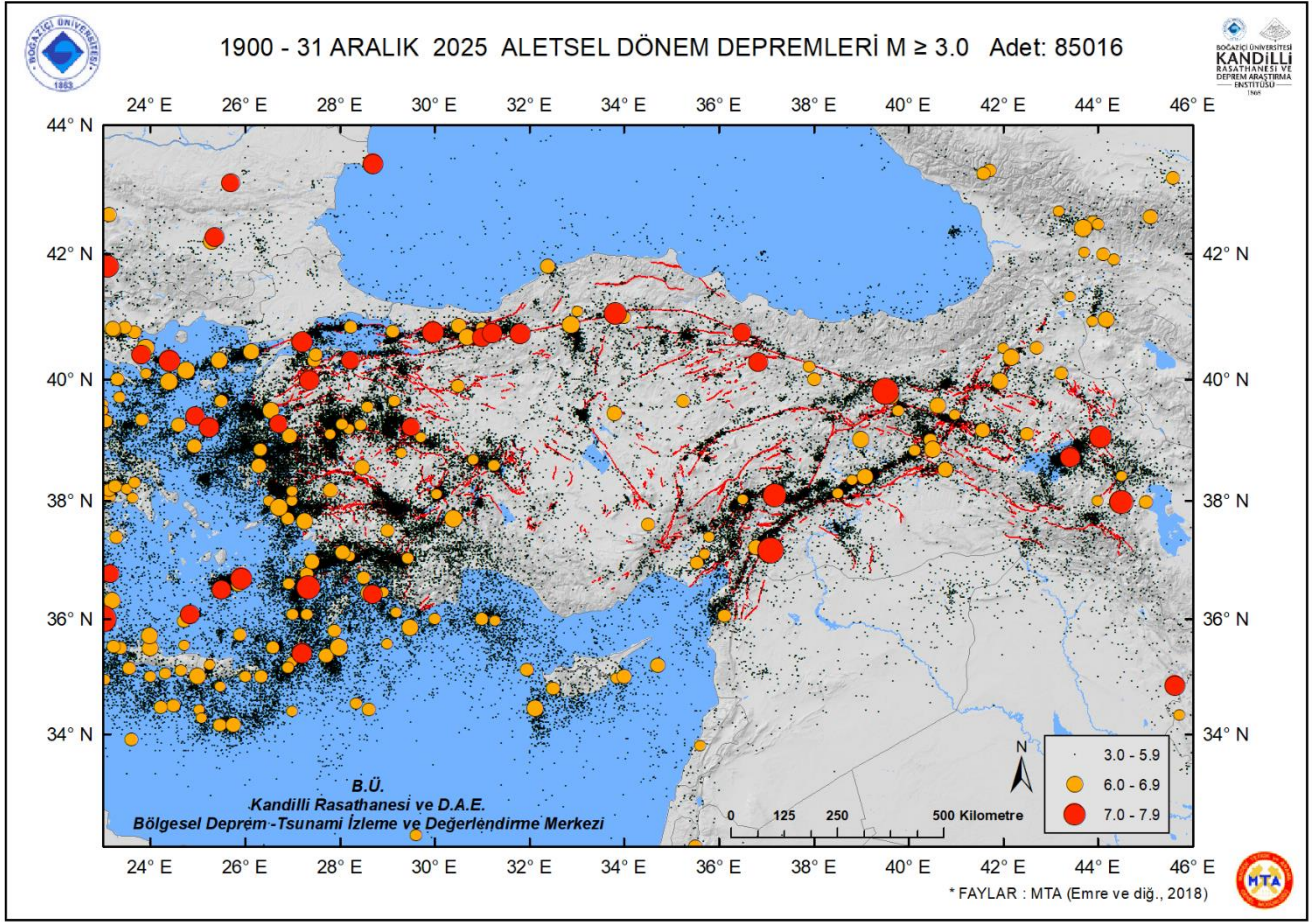 BOĞAZİÇİ ÜNİVERSİTESİ
1863
1900 - 31 ARALIK 2025 ALETSEL DÖNEM DEPREMLERİ M ≥ 3.0 Adet: 85016
BOĞAZİÇİ ÜNİVERSİTESİ
KANDİLLİ
RASATHANESİ VE
DEPREM ARAŞTIRMA
ENSTİTÜSÜ
1868
24° E 26° E 28° E 30° E 32° E 34° E 36° E 38° E 40° E 42° E 44° E 46° E
44° N 44° N
42° N 42° N
40° N 40° N
38° N 38° N
36° N 36° N
34° N 34° N
N
3.0 - 5.9
6.0 - 6.9
7.0 - 7.9
B.Ü.
Kandilli Rasathanesi ve D.A.E.
Bölgesel Deprem-Tsunami İzleme ve Değerlendirme Merkezi
0 125 250 500 Kilometre
24° E 26° E 28° E 30° E 32° E 34° E 36° E 38° E 40° E 42° E 44° E 46° E
* FAYLAR : MTA (Emre ve diğ., 2018)
MTA